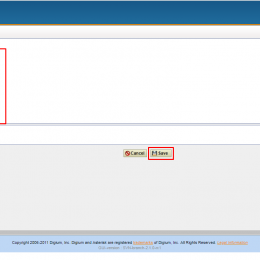 Cancel
Save
Copyright 2006-2011 Digium, Inc. Digium and Asterisk are registered trademarks of Digium, Inc. All Rights Reserved. Legal Information